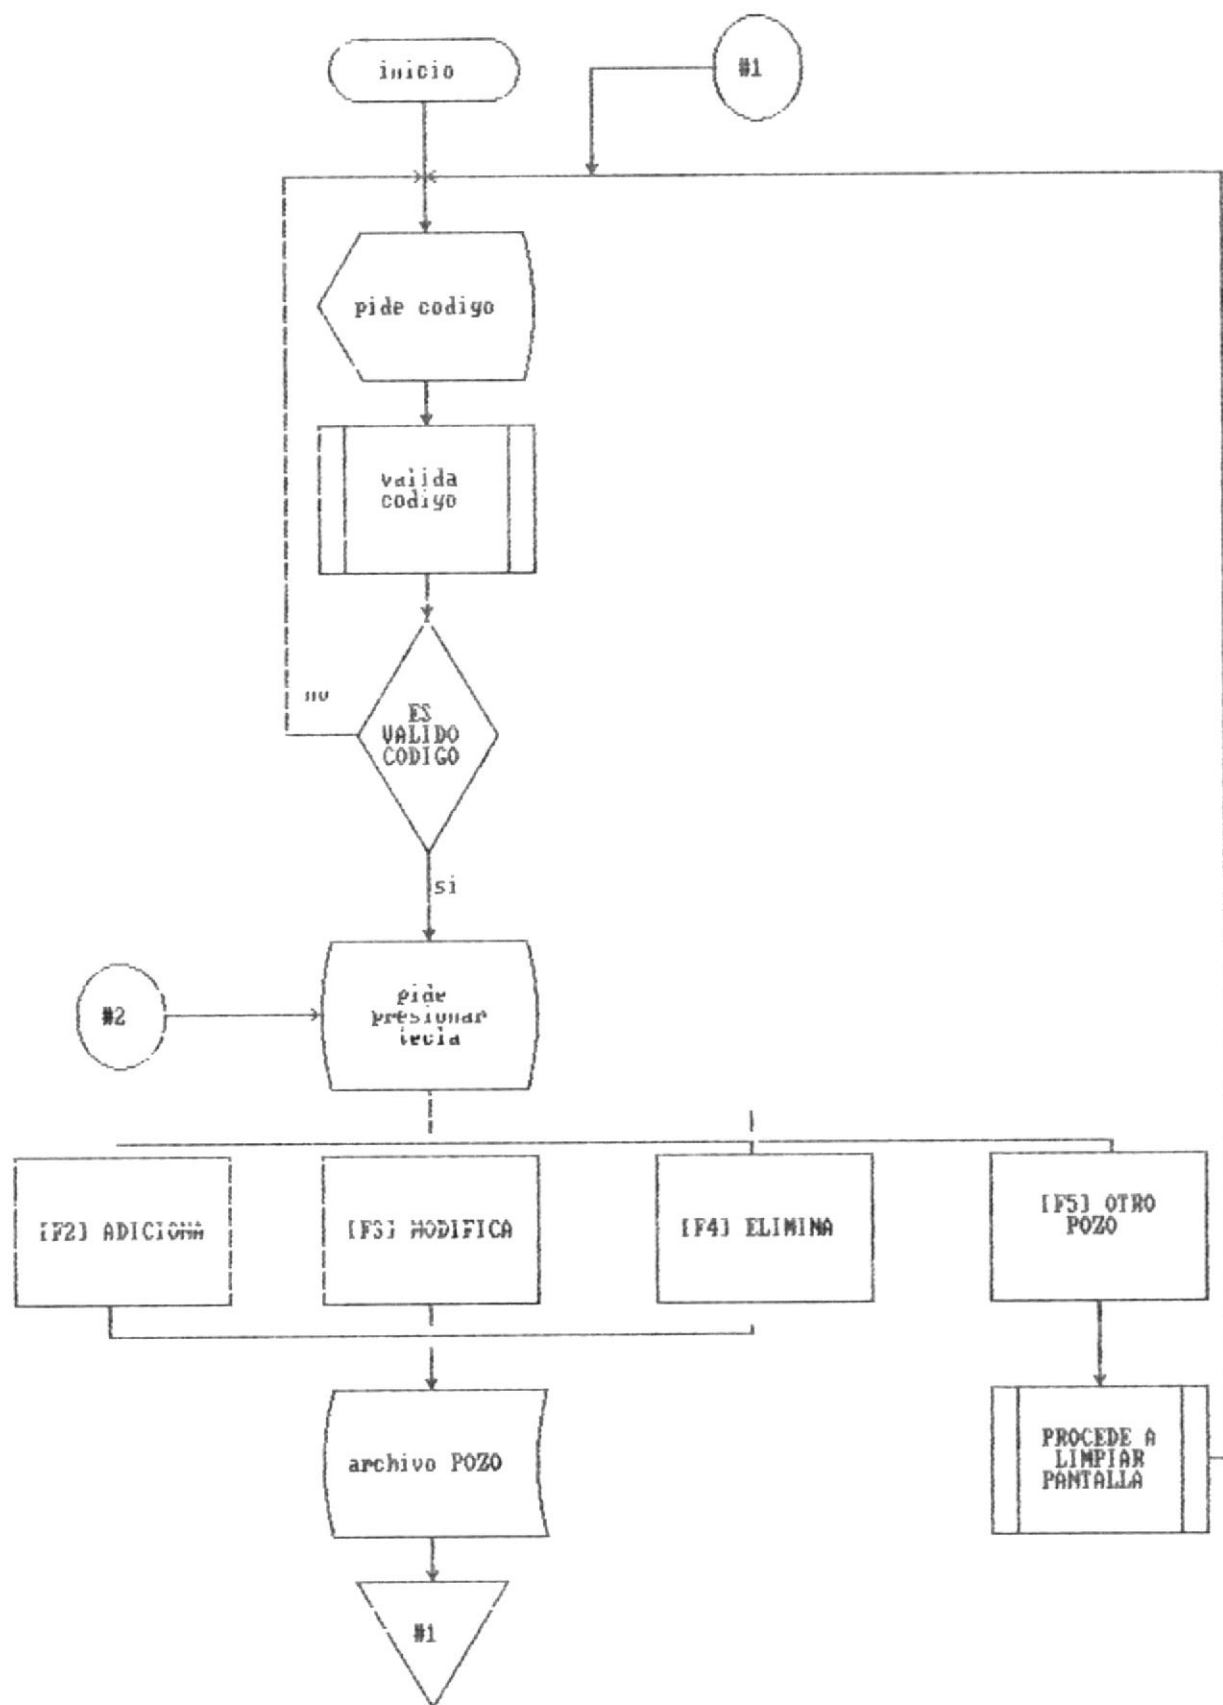 inicio
#1
pide codigo
valida
codigo
no
ES
VALIDO
CODIGO
si
#2
pide
presionar
tecla
[F2] ADICIONA
[F3] MODIFICA
[F4] ELIMINA
[F5] OTRO
POZO
archivo POZO
PROCEDE A
LIMPIAR
PANTALLA
#1